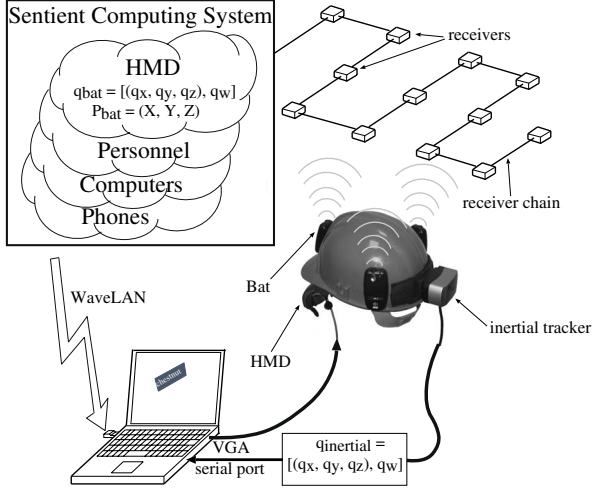 Sentient Computing System
HMD
qbat = [(qx, qy, qz), qw]
Pbat = (X, Y, Z)
Personnel
Computers
Phones
receivers
receiver chain
Bat
WaveLAN
inertial tracker
HMD
chestnut
VGA
serial port
qinertial =
[(qx, qy, qz), qw]